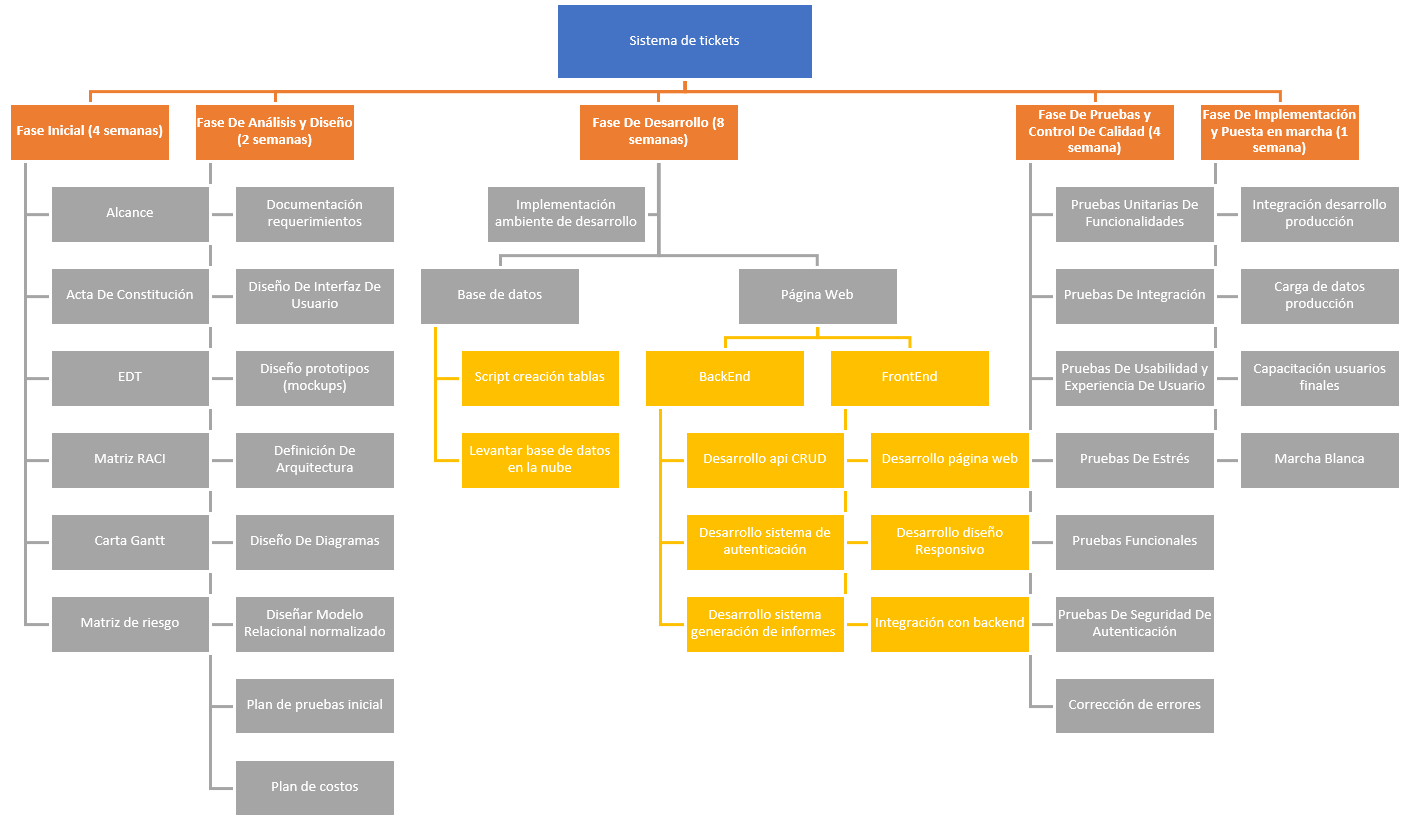 Sistema de tickets
Fase Inicial (4 semanas)
Fase De Análisis y Diseño
(2 semanas)
Fase De Desarrollo (8
semanas)
Fase De Pruebas y
Control De Calidad (4
semana)
Fase De Implementación
y Puesta en marcha (1
semana)
Alcance
Acta De Constitución
EDT
Matriz RACI
Carta Gantt
Matriz de riesgo
Documentación
requerimientos
Diseño De Interfaz De
Usuario
Diseño prototipos
(mockups)
Definición De
Arquitectura
Diseño De Diagramas
Diseñar Modelo
Relacional normalizado
Plan de pruebas inicial
Plan de costos
Implementación
ambiente de desarrollo
Base de datos
Script creación tablas
Levantar base de datos
en la nube
Página Web
BackEnd
Desarrollo api CRUD
Desarrollo sistema de
autenticación
Desarrollo sistema
generación de informes
FrontEnd
Desarrollo página web
Desarrollo diseño
Responsivo
Integración con backend
Pruebas Unitarias De
Funcionalidades
Pruebas De Integración
Pruebas De Usabilidad y
Experiencia De Usuario
Pruebas De Estrés
Pruebas Funcionales
Pruebas De Seguridad De
Autenticación
Corrección de errores
Integración desarrollo
producción
Carga de datos
producción
Capacitación usuarios
finales
Marcha Blanca